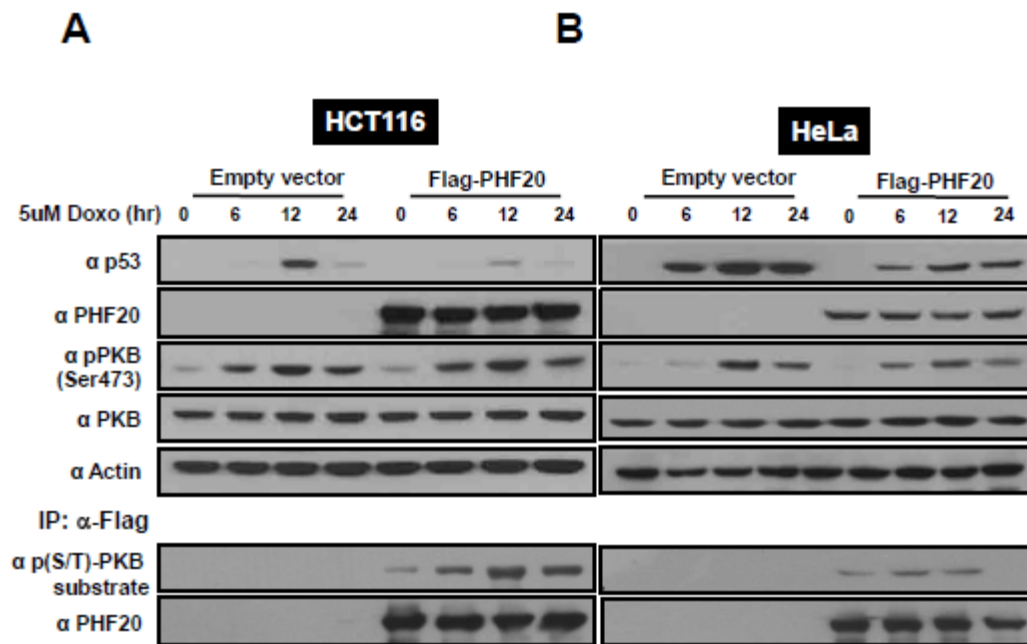 A B
HCT116 HeLa
Empty vector Flag-PHF20 Empty vector Flag-PHF20
5uM Doxo (hr) 0 6 12 24 0 6 12 24 0 6 12 24 0 6 12 24
α p53
α PHF20
α pPKB
(Ser473)
α PKB
α Actin
IP: α-Flag
α p(S/T)-PKB
substrate
α PHF20